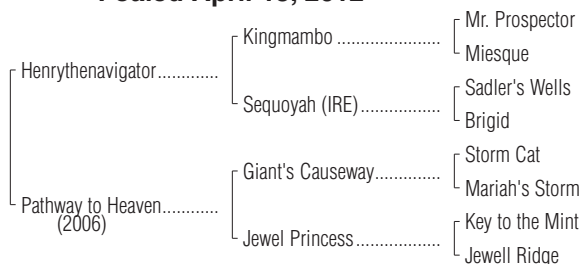 Foaled April 18, 2012
Kingmambo ......................
Mr. Prospector
Miesque
Henrythenavigator.............
Sequoyah (IRE).................
Sadler's Wells
Brigid
Giant's Causeway..............
Storm Cat
Mariah's Storm
Pathway to Heaven............
(2006)
Jewel Princess..................
Key to the Mint
Jewell Ridge